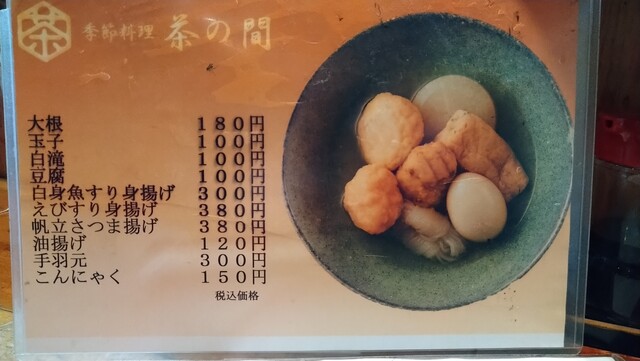 茶
季節料理 茶の間
大根 180円
玉子 100円
白滝 100円
豆腐 100円
白身魚すり身揚げ 300円
えびすり身揚げ 380円
帆立さつま揚げ 380円
油揚げ 120円
手羽元 300円
こんにゃく 150円
税込価格